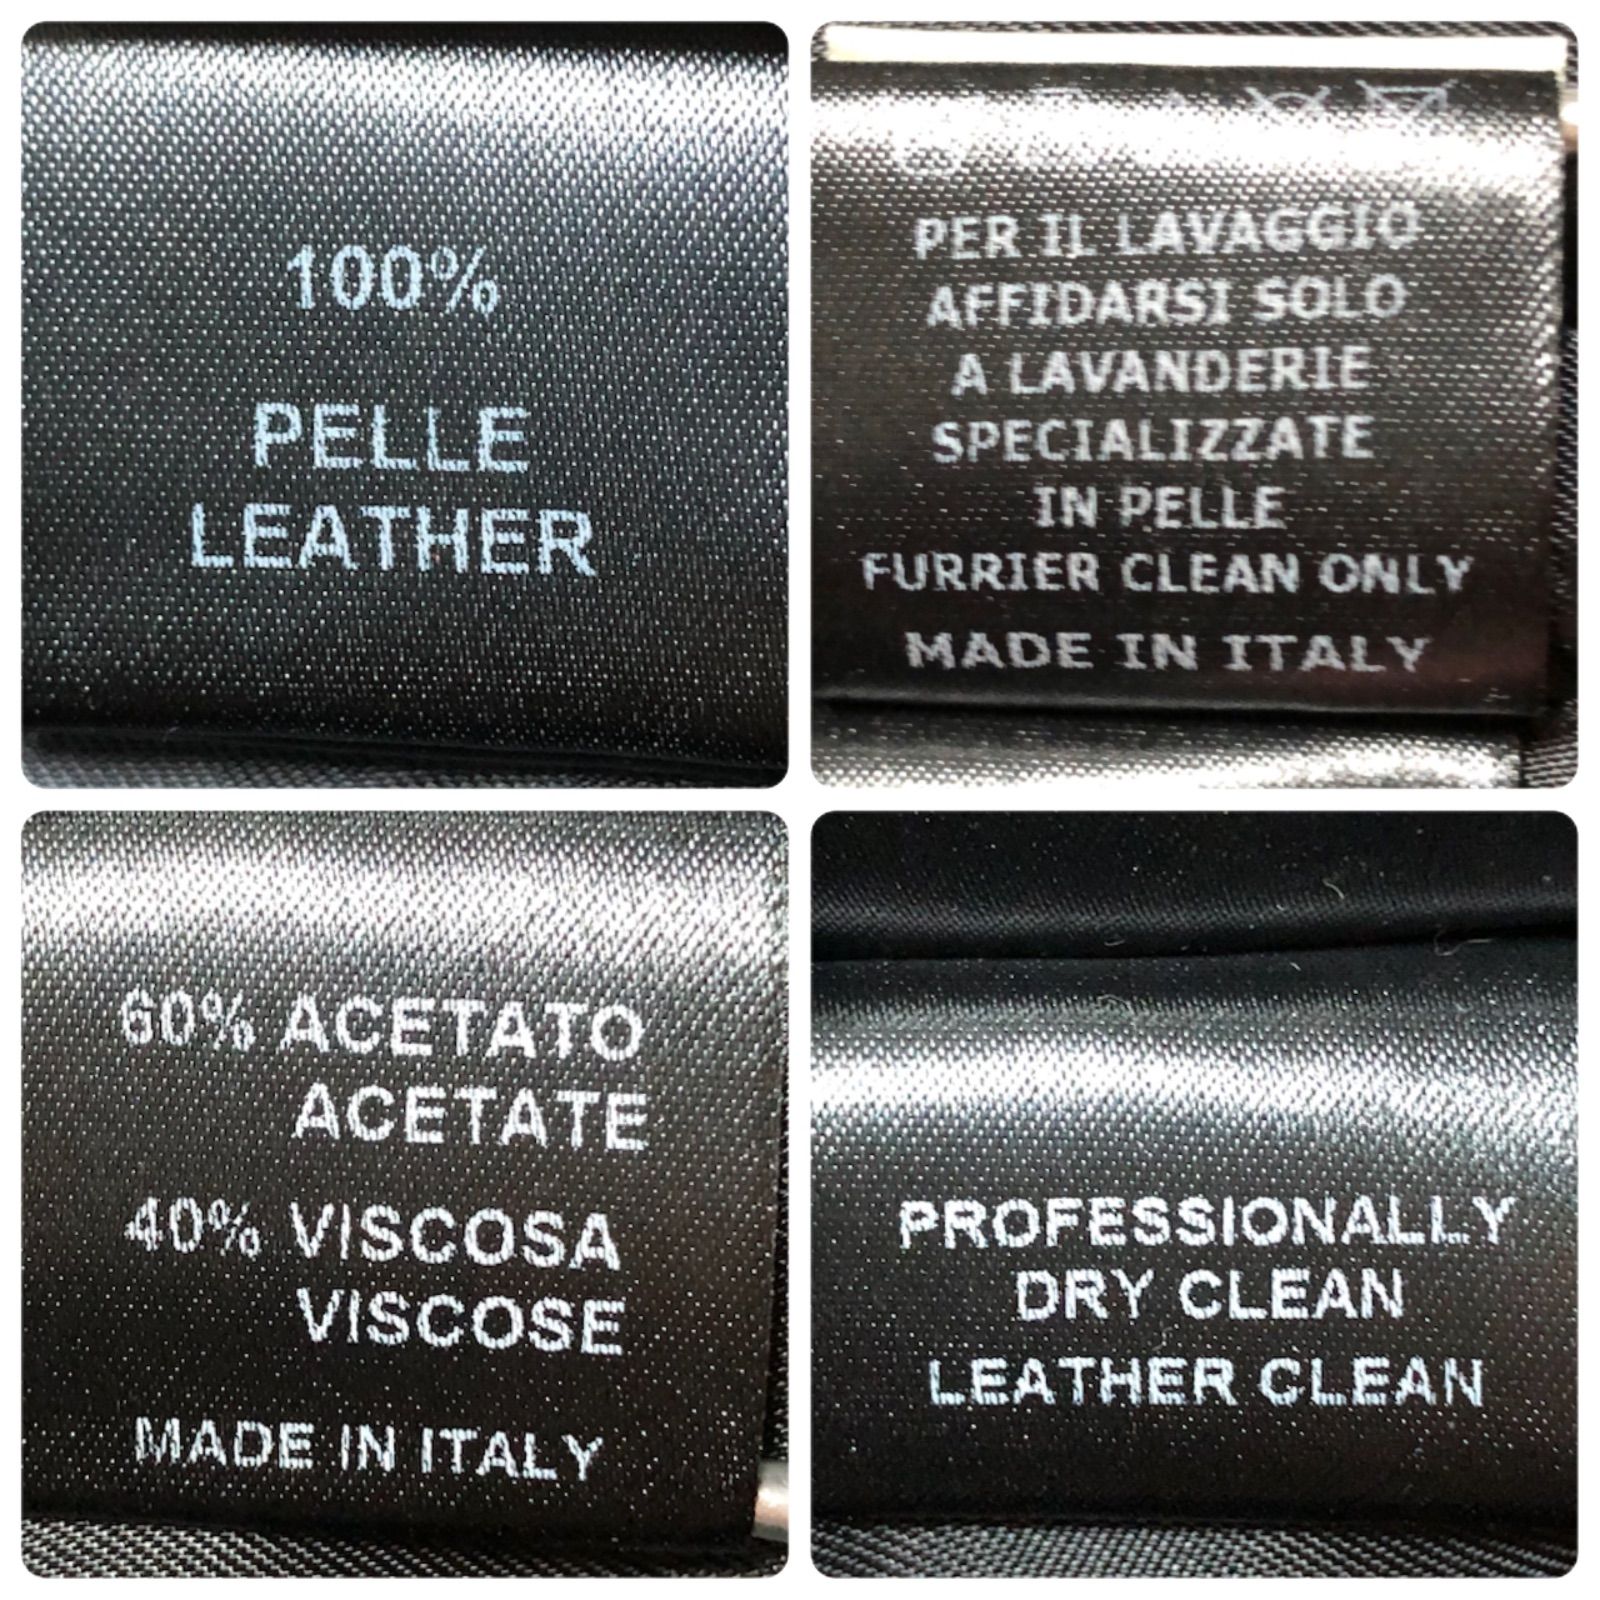 100%
PELLE
LEATHER
PER IL LAVAGGIO
AFFIDARSI SOLO
A LAVANDERIE
SPECIALIZZATE
IN PELLE
FURRIER CLEAN ONLY
MADE IN ITALY
60% ACETATO
ACETATE
40% VISCOSA
VISCOSE
MADE IN ITALY
PROFESSIONALLY
DRY CLEAN
LEATHER CLEAN